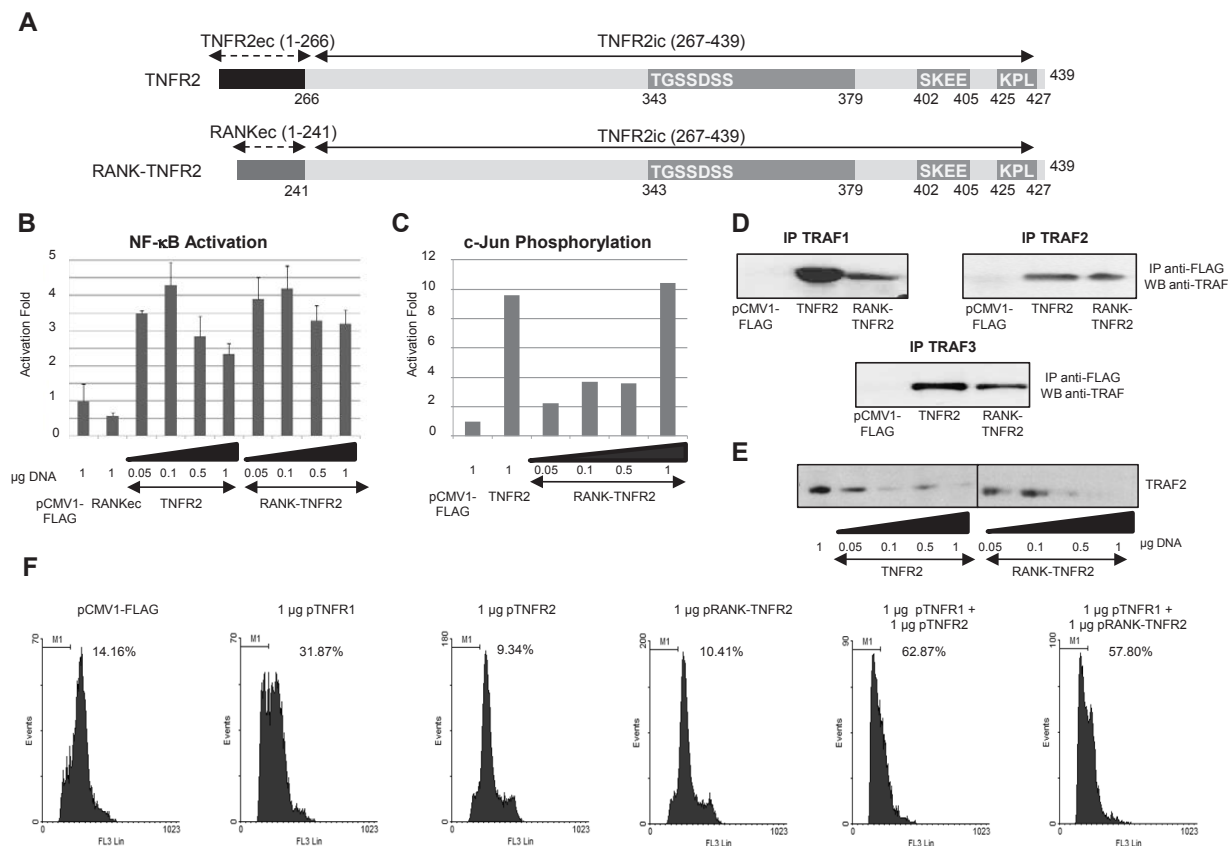 A
TNFR2ec (1-266)
TNFR2ic (267-439)
TNFR2
TGSSDSS
SKEE
KPL
439
266
343
379
402
405
425
427
RANKec (1-241)
TNFR2ic (267-439)
RANK-TNFR2
TGSSDSS
SKEE
KPL
439
241
343
379
402
405
425
427
B
NF-κB Activation
Activation Fold
5
5
4
3
2
1
1
0
µg DNA
1
1
0.05
0.1
0.5
1
0.05
0.1
0.5
1
pCMV1-
FLAG
RANKec
TNFR2
RANK-TNFR2
C
c-Jun Phosphorylation
Activation Fold
12
10
8
6
4
2
0
1
1
0.05
0.1
0.5
1
pCMV1-
FLAG
TNFR2
RANK-TNFR2
D
IP TRAF1
pCMV1-
FLAG
TNFR2
RANK-
TNFR2
IP TRAF2
pCMV1-
FLAG
TNFR2
RANK-
TNFR2
IP anti-FLAG
WB anti-TRAF
IP TRAF3
pCMV1-
FLAG
TNFR2
RANK-
TNFR2
IP anti-FLAG
WB anti-TRAF
E
TRAF2
1
0.05
0.1
0.5
1
0.05
0.1
0.5
1
µg DNA
TNFR2
RANK-TNFR2
F
pCMV1-FLAG
70
M1
14.16%
Events
0
0
1023
FL3 Lin
1 µg pTNFR1
70
M1
31.87%
Events
0
0
1023
FL3 Lin
1 µg pTNFR2
180
M1
9.34%
Events
0
0
1023
FL3 Lin
1 µg pRANK-TNFR2
200
M1
10.41%
Events
0
0
1023
FL3 Lin
1 µg pTNFR1 +
1 µg pTNFR2
90
M1
62.87%
Events
0
0
1023
FL3 Lin
1 µg pTNFR1 +
1 µg pRANK-TNFR2
100
M1
57.80%
Events
0
0
1023
FL3 Lin